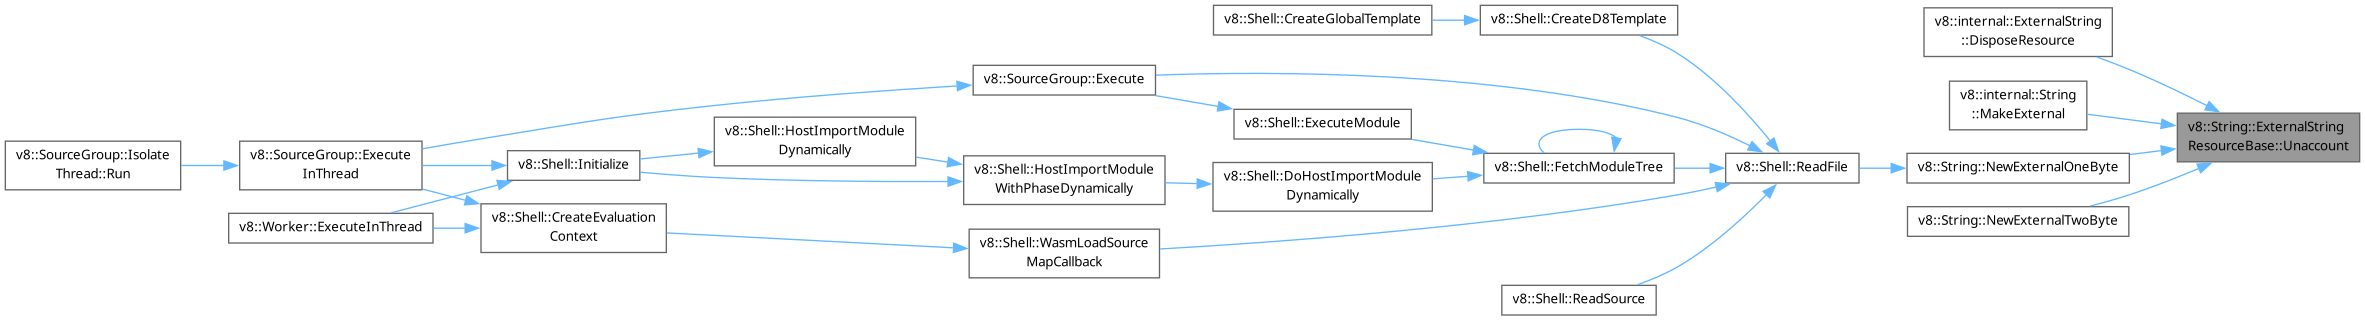 v8::SourceGroup::Isolate
Thread::Run
v8::SourceGroup::Execute
InThread
v8::Worker::ExecuteInThread
v8::Shell::Initialize
v8::Shell::CreateEvaluation
Context
v8::Shell::HostImportModule
Dynamically
v8::SourceGroup::Execute
v8::Shell::HostImportModule
WithPhaseDynamically
v8::Shell::WasmLoadSource
MapCallback
v8::Shell::CreateGlobalTemplate
v8::Shell::ExecuteModule
v8::Shell::DoHostImportModule
Dynamically
v8::Shell::CreateD8Template
v8::Shell::FetchModuleTree
v8::Shell::ReadSource
v8::Shell::ReadFile
v8::internal::ExternalString
::DisposeResource
v8::internal::String
::MakeExternal
v8::String::NewExternalOneByte
v8::String::NewExternalTwoByte
v8::String::ExternalString
ResourceBase::Unaccount